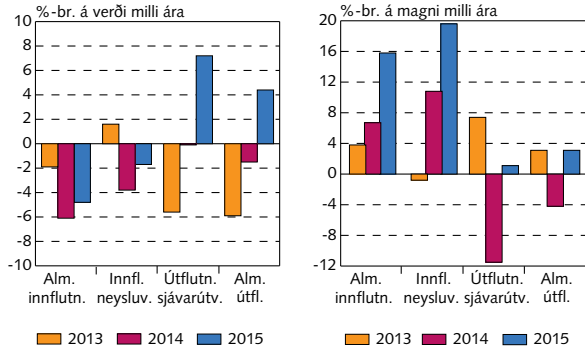 %-br. á verði milli ára
10
8
6
4
2
0
-2
-4
-6
-8
-10
Alm. Innfl. Útflutn. Alm.
innflutn. neysluv. sjávarútv. útfl.
2013 2014 2015
%-br. á magni milli ára
20
16
12
8
4
0
-4
-8
-12
Alm. Innfl. Útflutn. Alm.
innflutn. neysluv. sjávarútv. útfl.
2013 2014 2015